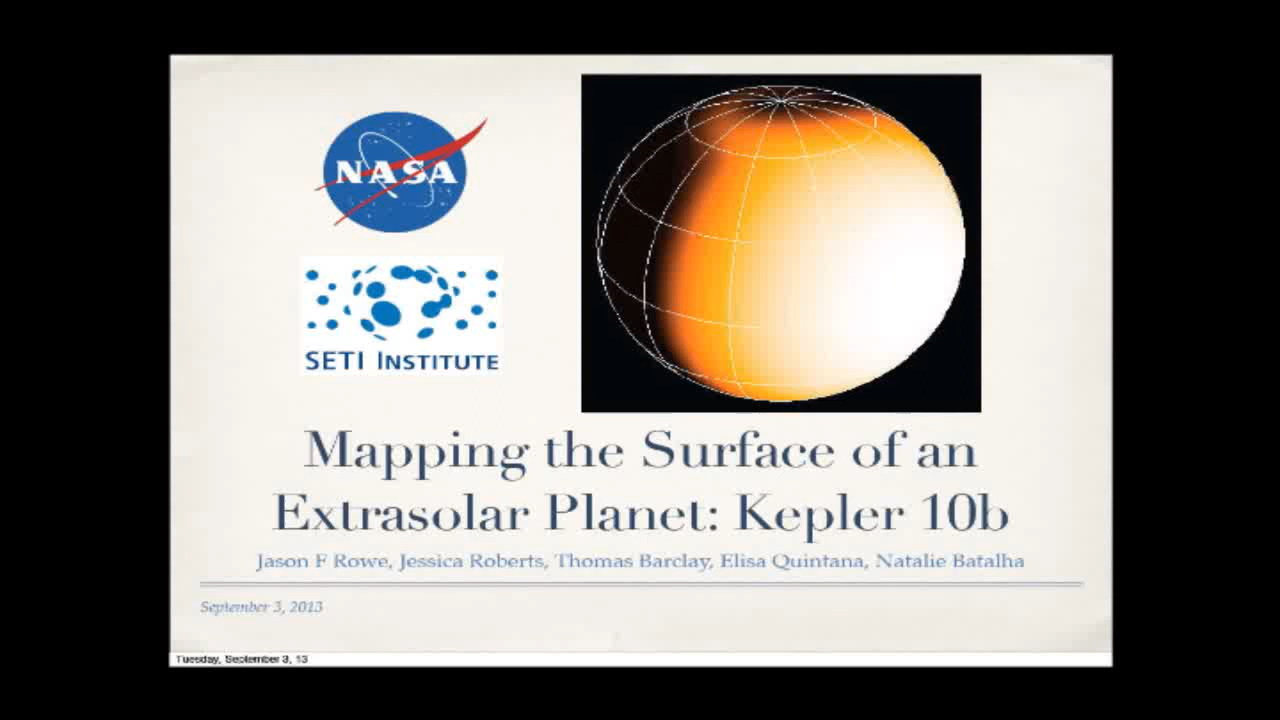 NASA
SETI INSTITUTE
Mapping the Surface of an
Extrasolar Planet: Kepler 10b
Jason F Rowe, Jessica Roberts, Thomas Barclay, Elisa Quintana, Natalie Batalha
September 3, 2013
Tuesday, September 3, 13